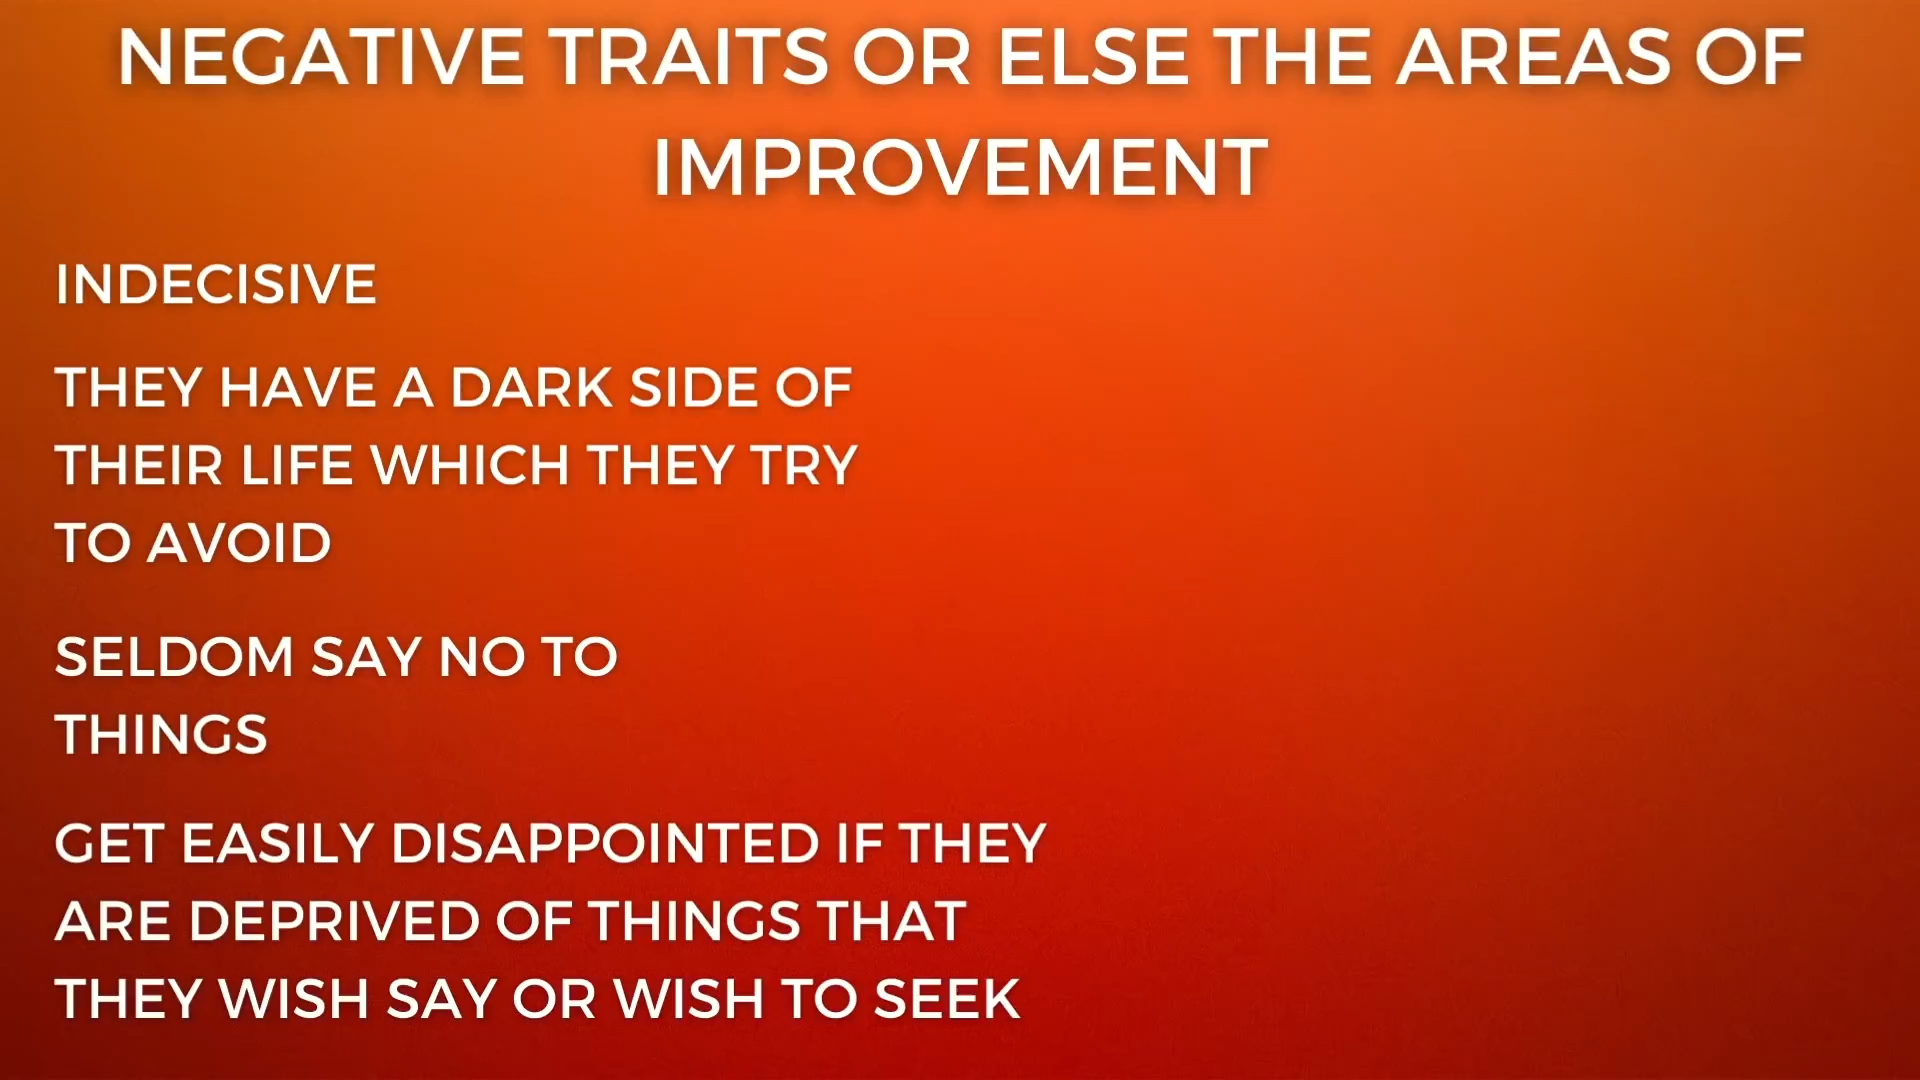 NEGATIVE TRAITS OR ELSE THE AREAS OF
IMPROVEMENT
INDECISIVE
THEY HAVE A DARK SIDE OF
THEIR LIFE WHICH THEY TRY
TO AVOID
SELDOM SAY NO TO
THINGS
GET EASILY DISAPPOINTED IF THEY
ARE DEPRIVED OF THINGS THAT
THEY WISH SAY OR WISH TO SEEK